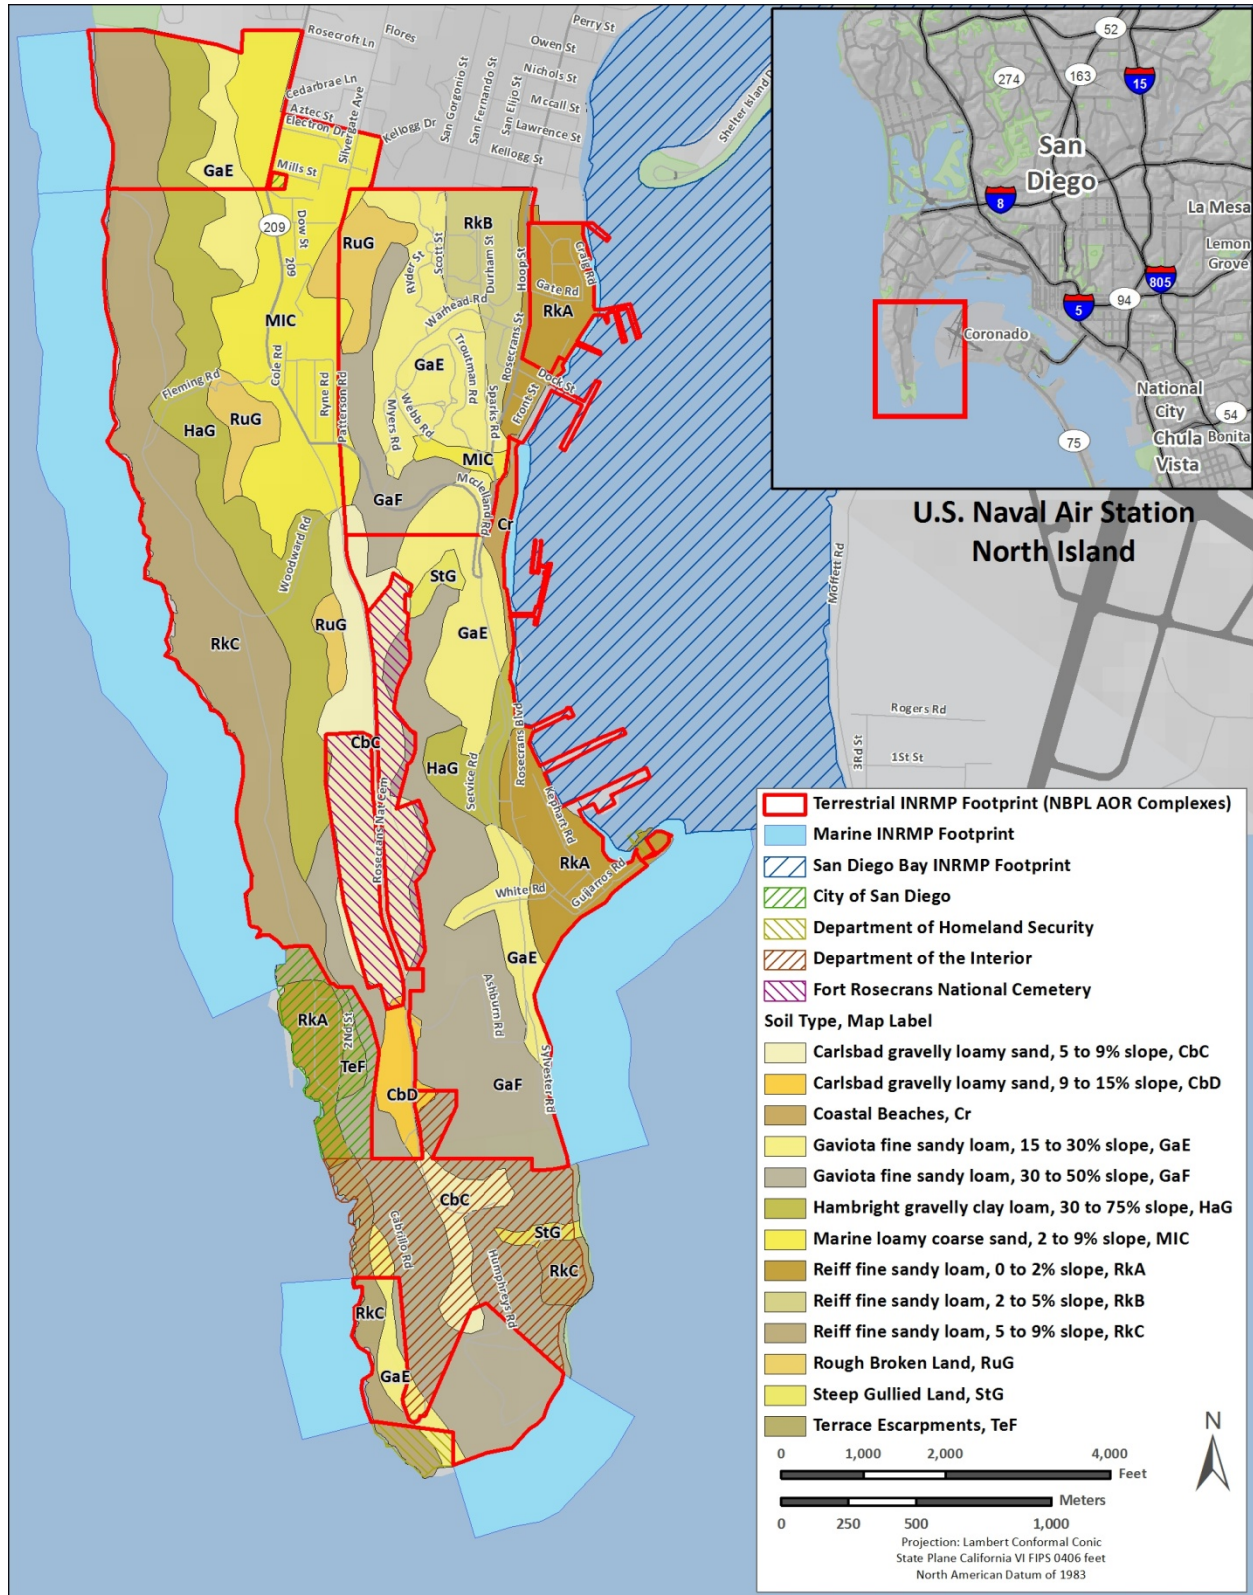 Perry St
Rosecroft Ln
Flores
Owen St
Nichols St
Mccall St
Lawrence St
Kellogg St
Kellogg Dr
San Gorgonio St
San Fernando St
San Elijo St
Cedarbrae Ln
Aztec St
Electron Dr
Silvergate Ave
Mills St
Shelter Island D
GaE
209
Dow St
209
RuG
RkB
Ryder St
Scott St
Durham St
Hoop St
Craig Rd
Gate Rd
RkA
Warhead Rd
MIC
Cole Rd
Fleming Rd
Ryne Rd
Patterson Rd
GaE
Troutman Rd
Rosecrans St
Dock St
Front St
Sparks Rd
Webb Rd
Myers Rd
HaG
RuG
MIC
GaF
Mcclelland Rd
Cr
Woodward Rd
StG
GaE
RuG
RkC
CbC
Rosecrans Nat Cem
HaG
Service Rd
Rosecrans Blvd
Kephart Rd
RkA
Guijarros Rd
White Rd
GaE
Ashburn Rd
Sylvester Rd
RkA
2Nd St
TeF
CbD
GaF
CbC
Cabrillo Rd
StG
RkC
Humphreys Rd
RkC
GaE
52
274
163
15
San
Diego
8
La Mesa
Lemon
Grove
805
94
5
Coronado
National
City
54
Chula
Bonita
Vista
75
U.S. Naval Air Station
North Island
Moffett Rd
Rogers Rd
3Rd St
1St St
Terrestrial INRMP Footprint (NBPL AOR Complexes)
Marine INRMP Footprint
San Diego Bay INRMP Footprint
City of San Diego
Department of Homeland Security
Department of the Interior
Fort Rosecrans National Cemetery
Soil Type, Map Label
Carlsbad gravelly loamy sand, 5 to 9% slope, CbC
Carlsbad gravelly loamy sand, 9 to 15% slope, CbD
Coastal Beaches, Cr
Gaviota fine sandy loam, 15 to 30% slope, GaE
Gaviota fine sandy loam, 30 to 50% slope, GaF
Hambright gravelly clay loam, 30 to 75% slope, HaG
Marine loamy coarse sand, 2 to 9% slope, MIC
Reiff fine sandy loam, 0 to 2% slope, RkA
Reiff fine sandy loam, 2 to 5% slope, RkB
Reiff fine sandy loam, 5 to 9% slope, RkC
Rough Broken Land, RuG
Steep Gullied Land, StG
Terrace Escarpments, TeF
0 1,000 2,000 4,000
Feet
Meters
0 250 500 1,000
N
Projection: Lambert Conformal Conic
State Plane California VI FIPS 0406 feet
North American Datum of 1983